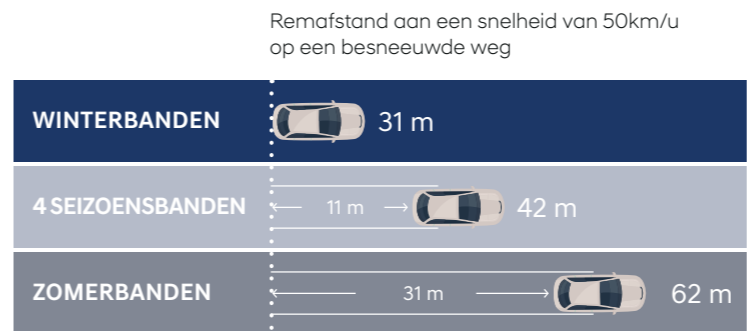 Remafstand aan een snelheid van 50km/u
op een besneeuwde weg
WINTERBANDEN 31 m
4 SEIZOENSBANDEN 11 m 42 m
ZOMERBANDEN 31 m 62 m